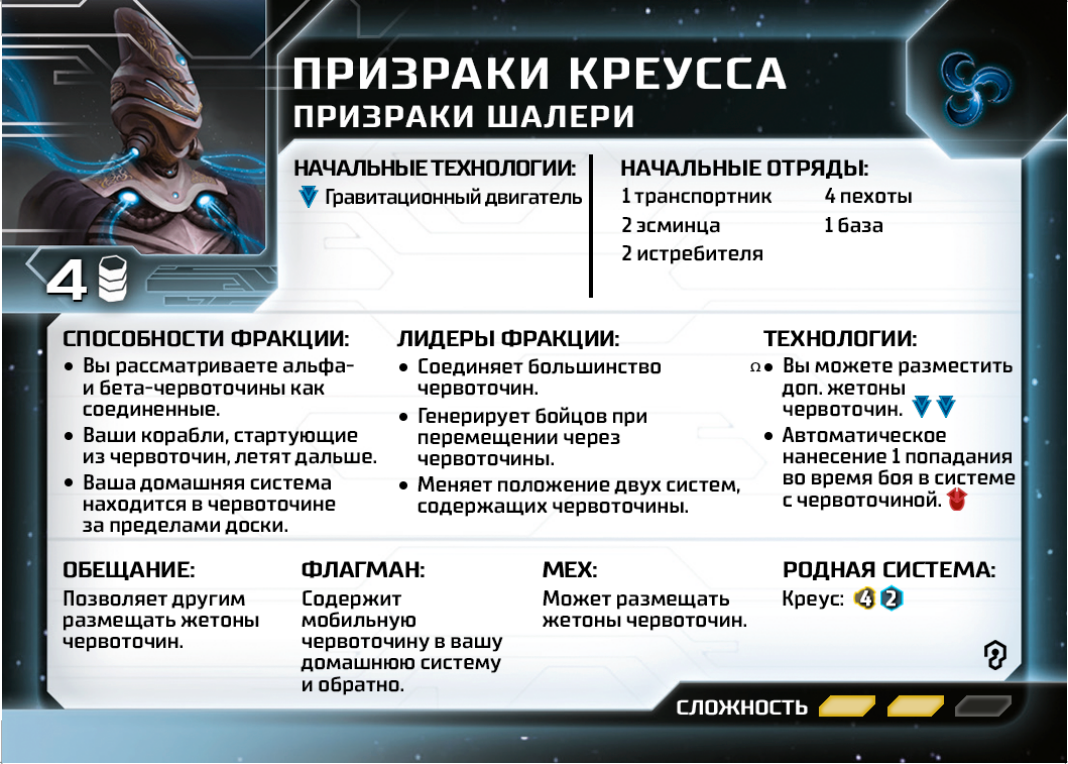 ПРИЗРАКИ КРЕУССА
ПРИЗРАКИ ШАЛЕРИ
НАЧАЛЬНЫЕ ТЕХНОЛОГИИ:
Гравитационный двигатель
НАЧАЛЬНЫЕ ОТРЯДЫ:
1 транспортник
2 эсминца
2 истребителя
4 пехоты
1 база
4
СПОСОБНОСТИ ФРАКЦИИ:
• Вы рассматриваете альфа-
и бета-червоточины как
соединенные.
• Ваши корабли, стартующие
из червоточин, летят дальше.
• Ваша домашняя система
находится в червоточине
за пределами доски.
ЛИДЕРЫ ФРАКЦИИ:
• Соединяет большинство
червоточин.
• Генерирует бойцов при
перемещении через
червоточины.
• Меняет положение двух систем,
содержащих червоточины.
ТЕХНОЛОГИИ:
Ω • Вы можете разместить
доп. жетоны
червоточин.
• Автоматическое
нанесение 1 попадания
во время боя в системе
с червоточиной.
ОБЕЩАНИЕ:
Позволяет другим
размещать жетоны
червоточин.
ФЛАГМАН:
Содержит
мобильную
червоточину в вашу
домашнюю систему
и обратно.
МЕХ:
Может размещать
жетоны червоточин.
РОДНАЯ СИСТЕМА:
Креус: 4 2
СЛОЖНОСТЬ